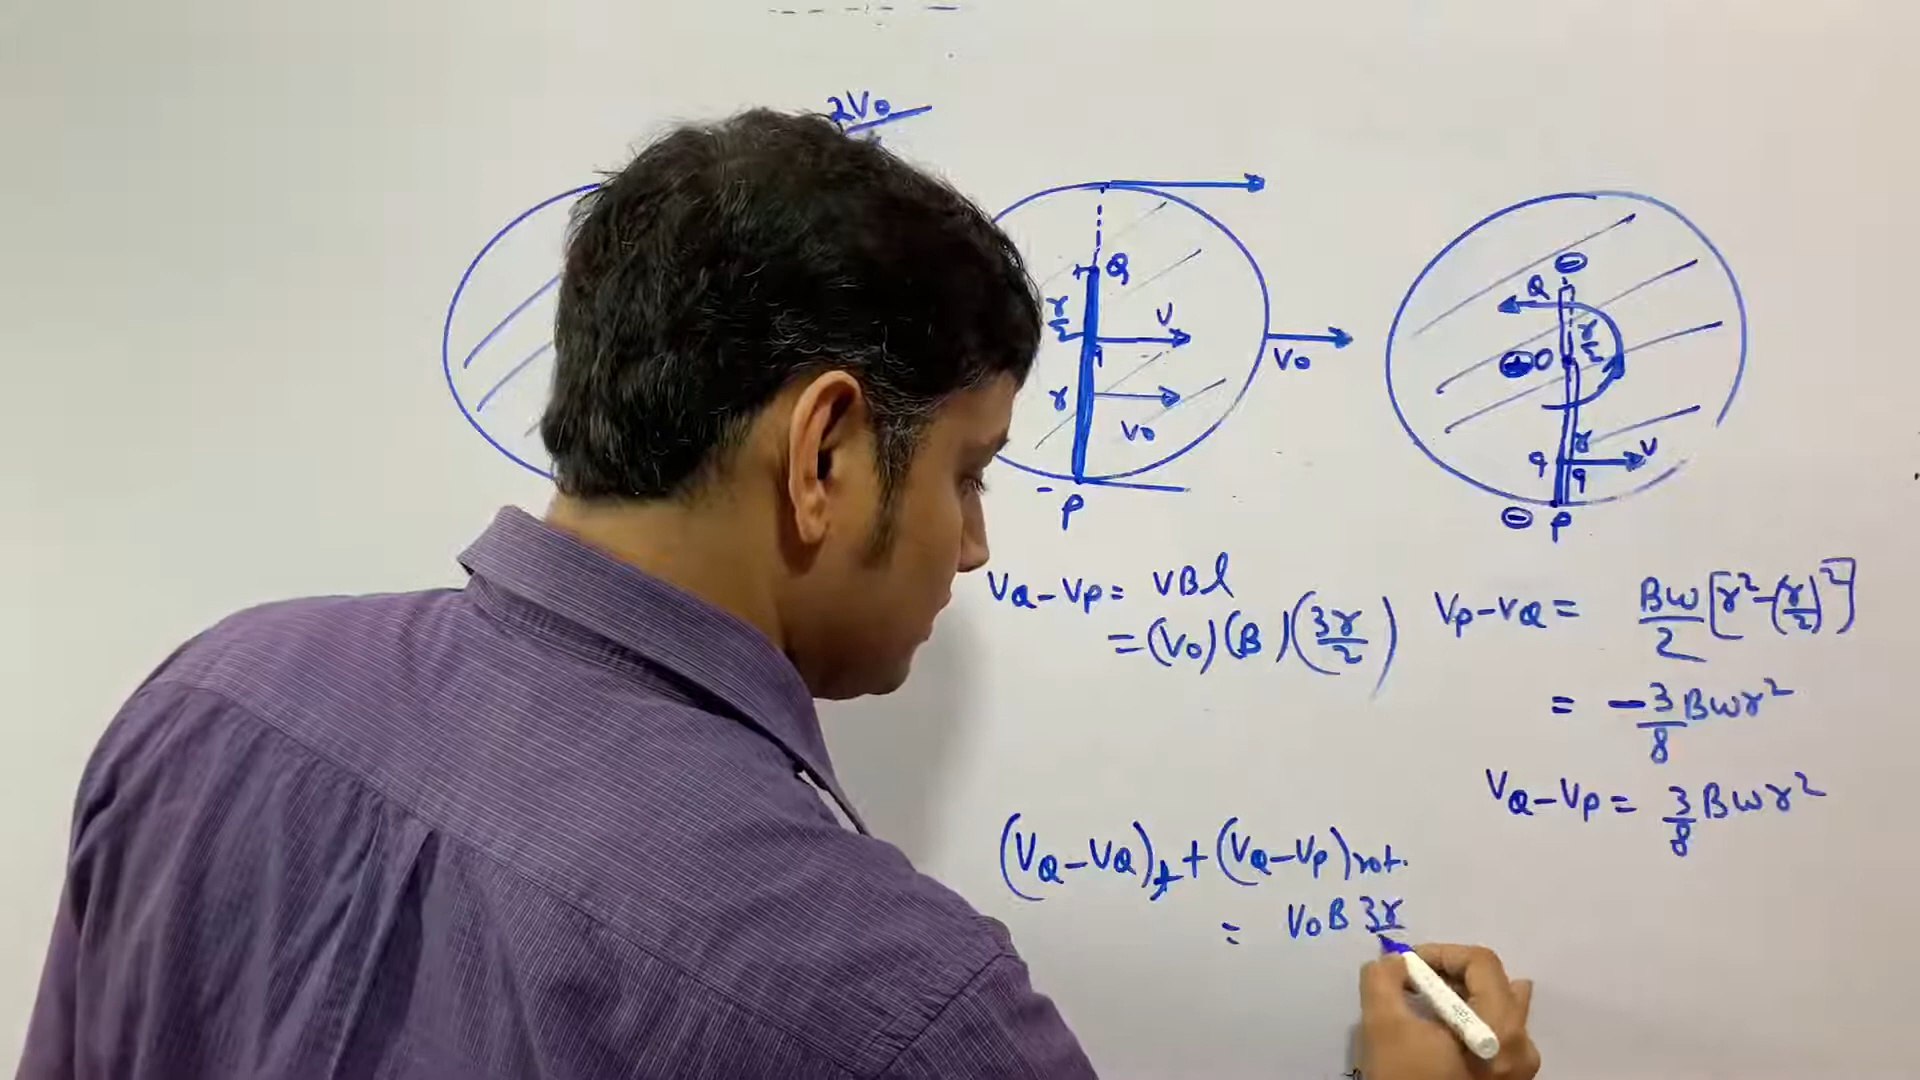 2V₀
+ Q
r/2
V
q
r
V₀
V₀
- P
⊖
Q
r/2
⊕ O
r
V
q
q
⊖ P
VQ-VP = VBl
= (V₀)(B)(3r/2)
VP-VQ = Bω/2 [r²-(r/2)²]
= -3/8 Bωr²
VQ-VP = 3/8 Bωr²
(VQ-VQ)t + (VQ-VP)rot.
= V₀B 3r